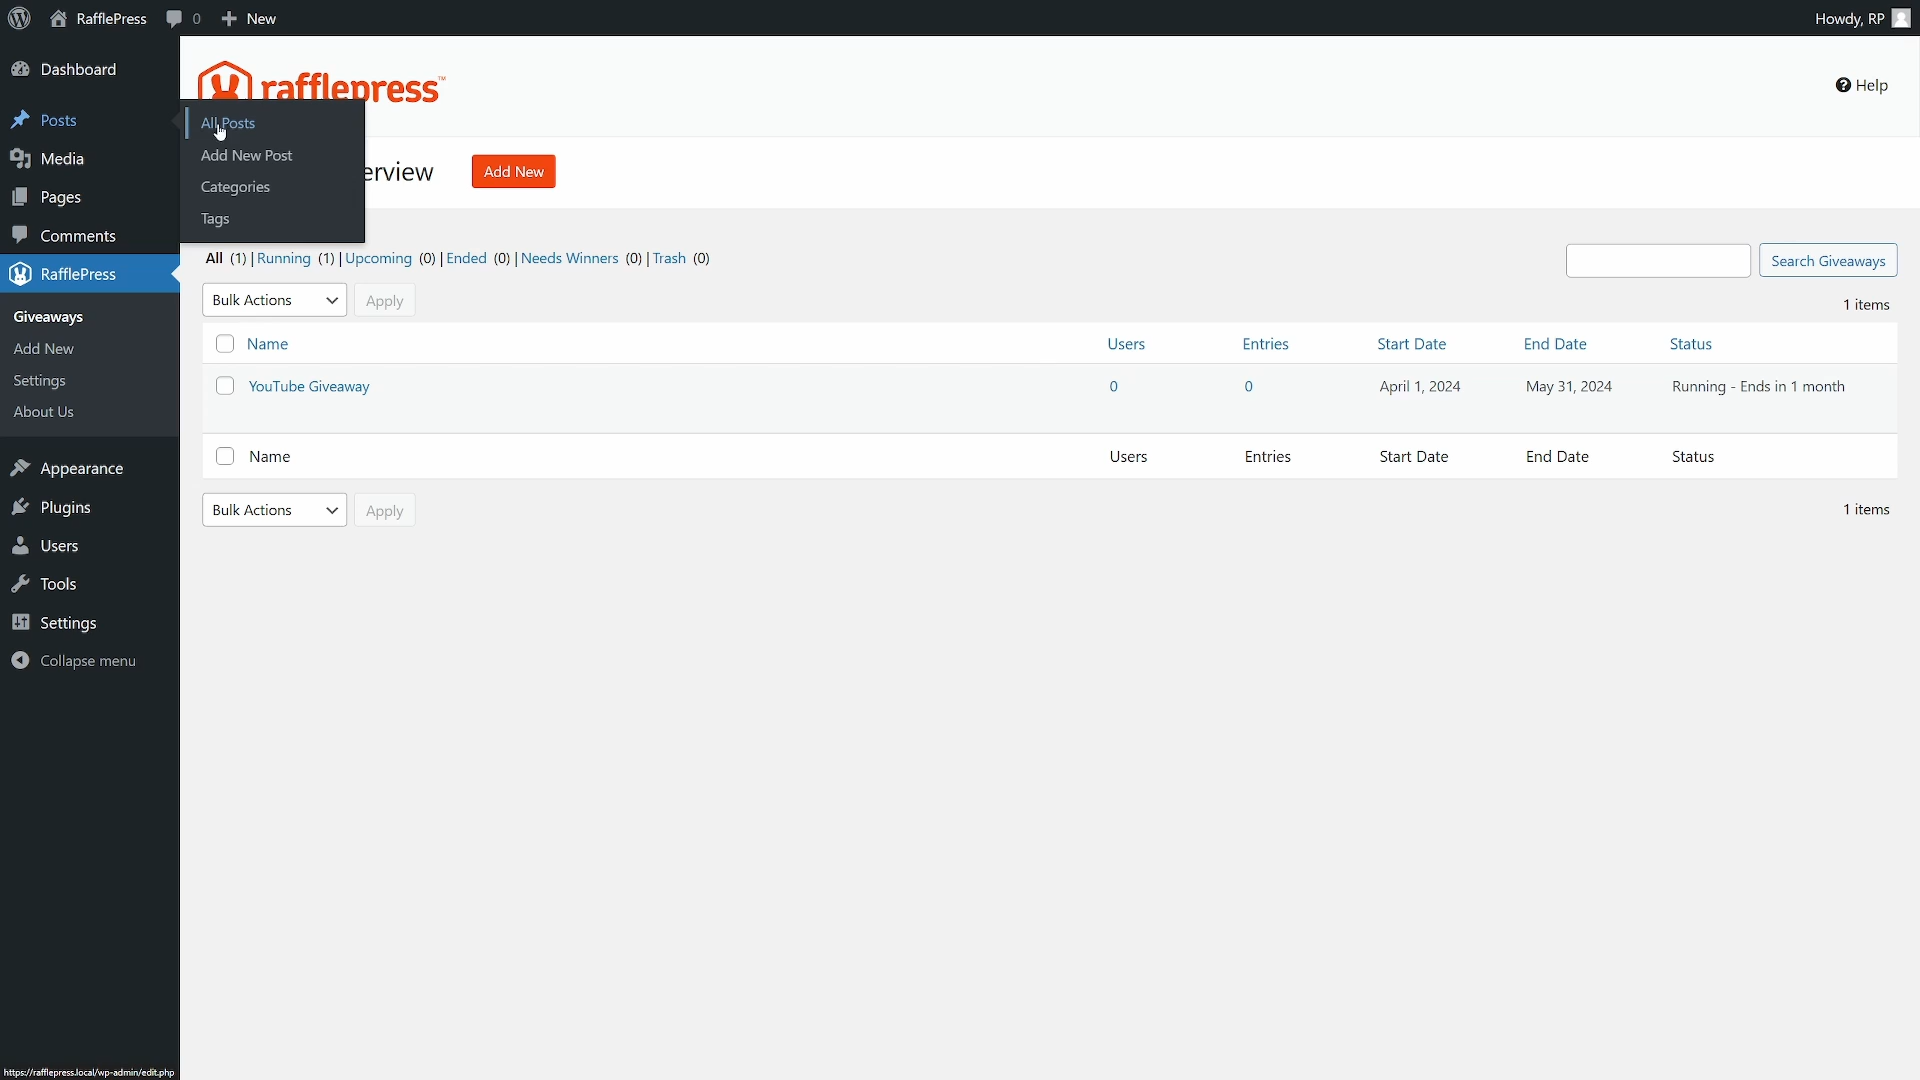 RafflePress 0 + New Howdy, RP
Dashboard
Posts
Media
Pages
Comments
RafflePress
Giveaways
Add New
Settings
About Us
Appearance
Plugins
Users
Tools
Settings
Collapse menu
rafflepress™
Help
All Posts
Add New Post
Categories
Tags
erview
Add New
All (1) | Running (1) | Upcoming (0) | Ended (0) | Needs Winners (0) | Trash (0)
Search Giveaways
Bulk Actions Apply
1 items
Name Users Entries Start Date End Date Status
YouTube Giveaway 0 0 April 1, 2024 May 31, 2024 Running - Ends in 1 month
Name Users Entries Start Date End Date Status
Bulk Actions Apply 1 items
https://rafflepress.local/wp-admin/edit.php